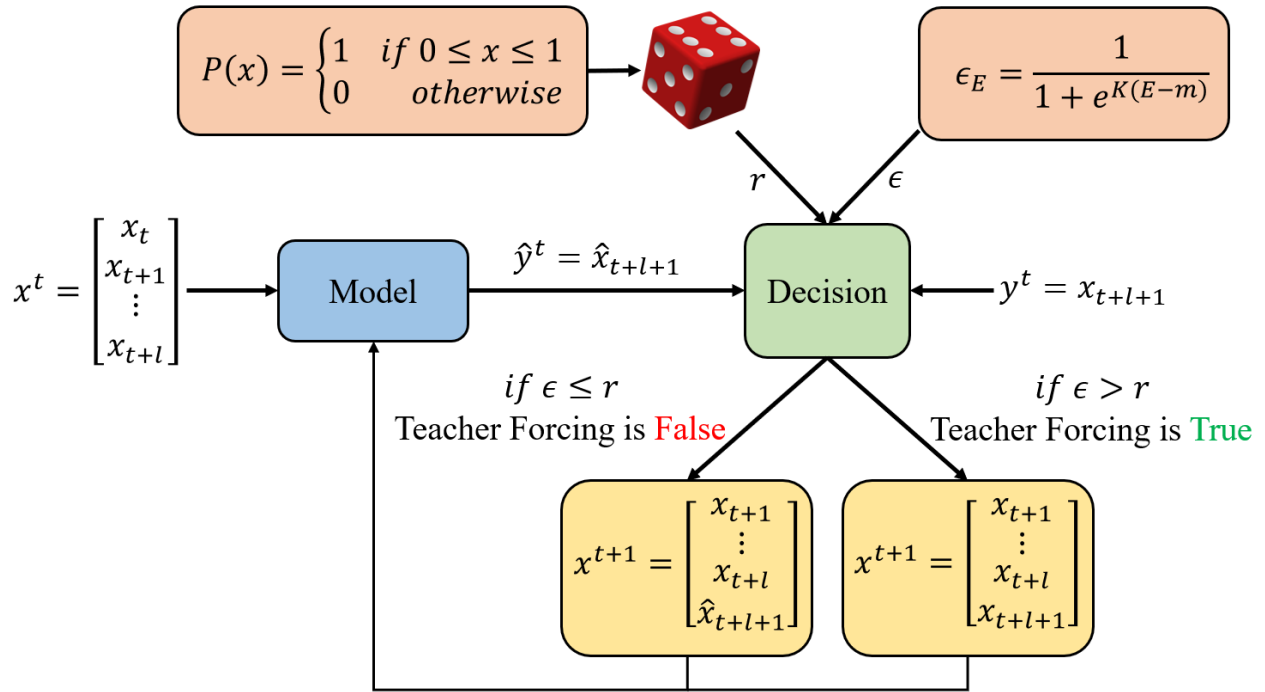 P(x) = {1 if 0 ≤ x ≤ 1
0 otherwise
ϵ_E = 1 / (1 + e^{K(E−m)})
r
ϵ
x^t = [x_t
x_{t+1}
⋮
x_{t+l}]
Model
ŷ^t = x̂_{t+l+1}
Decision
y^t = x_{t+l+1}
if ϵ ≤ r
Teacher Forcing is False
if ϵ > r
Teacher Forcing is True
x^{t+1} = [x_{t+1}
⋮
x_{t+l}
x̂_{t+l+1}]
x^{t+1} = [x_{t+1}
⋮
x_{t+l}
x_{t+l+1}]